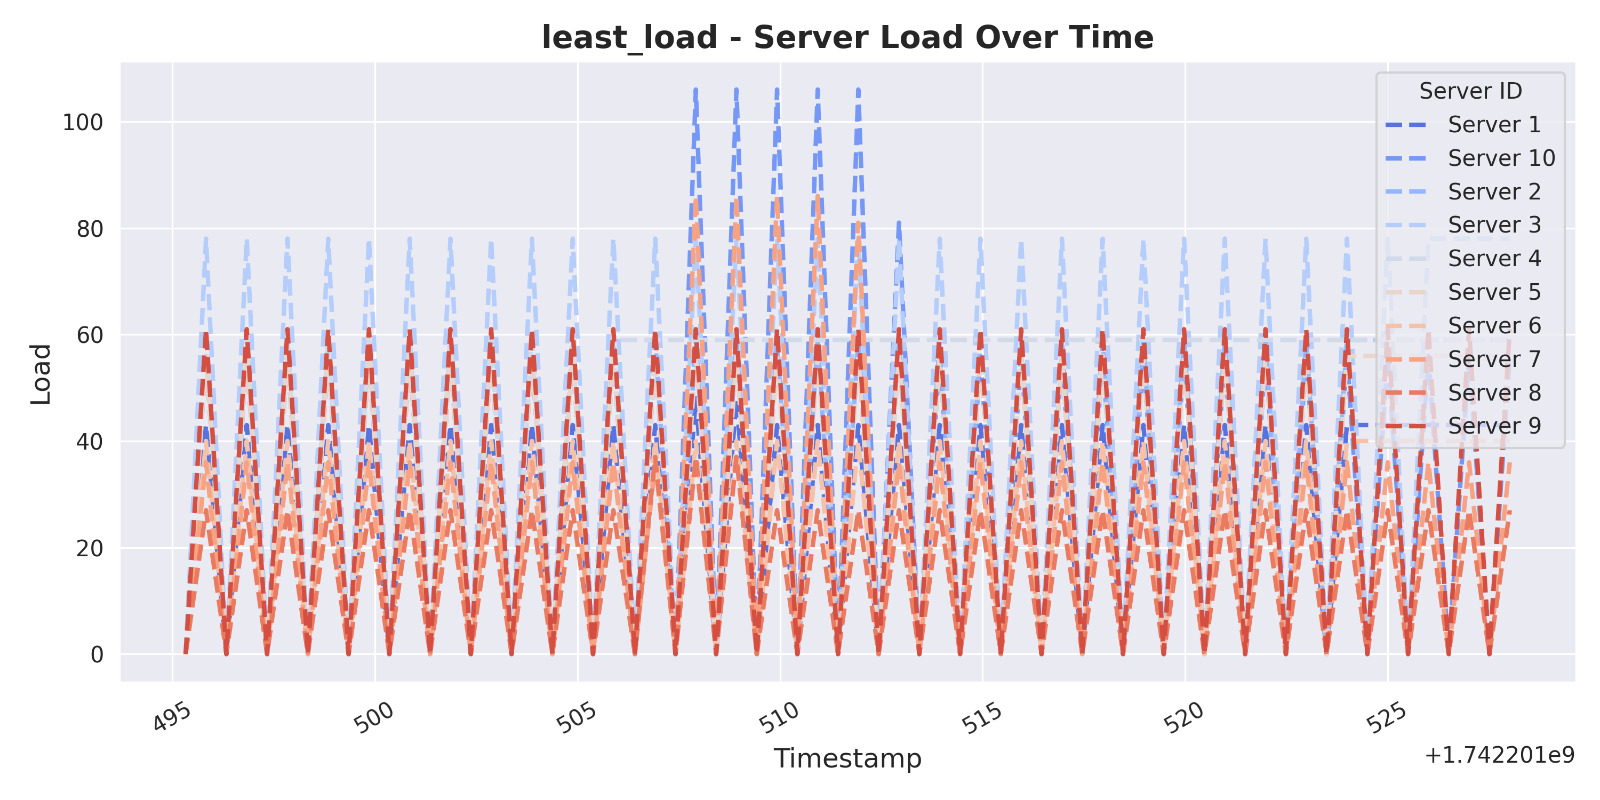 least_load - Server Load Over Time
Load
100
80
60
40
20
0
495
500
505
510
515
520
525
Timestamp
+1.742201e9
Server ID
Server 1
Server 10
Server 2
Server 3
Server 4
Server 5
Server 6
Server 7
Server 8
Server 9